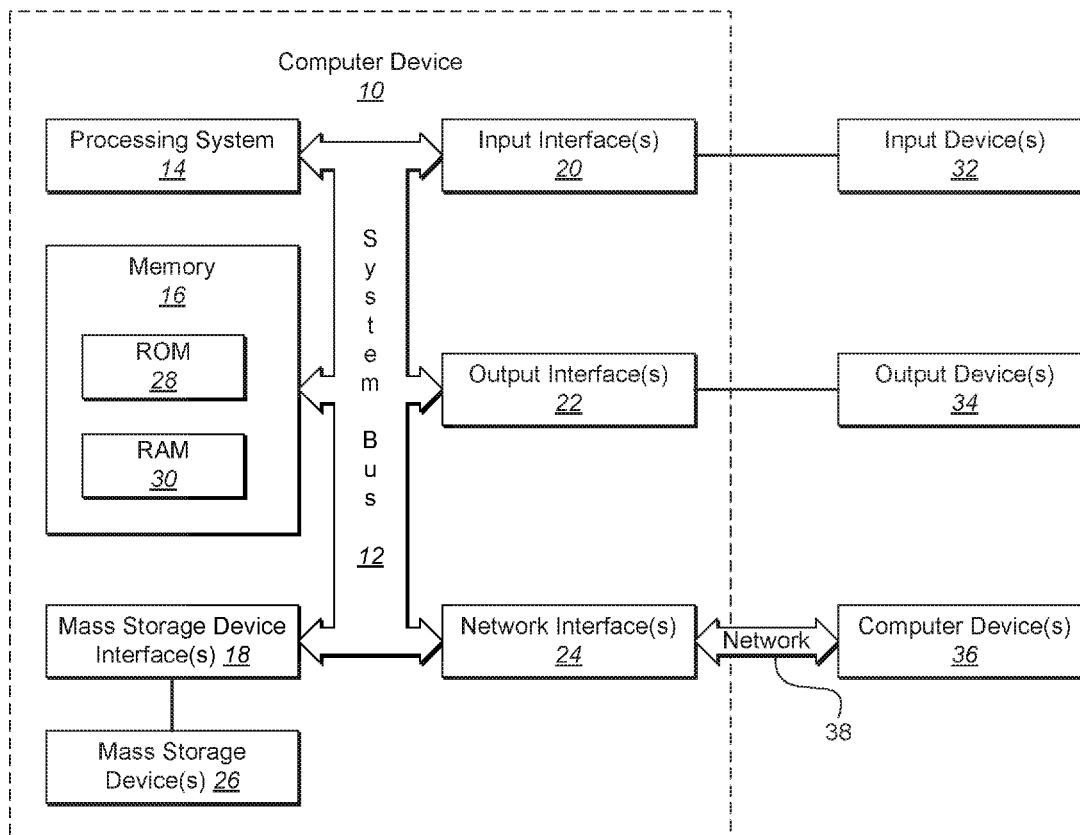 Computer Device
10
Processing System
14
Input Interface(s)
20
Input Device(s)
32
Memory
16
ROM
28
RAM
30
System Bus
12
Output Interface(s)
22
Output Device(s)
34
Mass Storage Device
Interface(s) 18
Network Interface(s)
24
Network
38
Computer Device(s)
36
Mass Storage
Device(s) 26